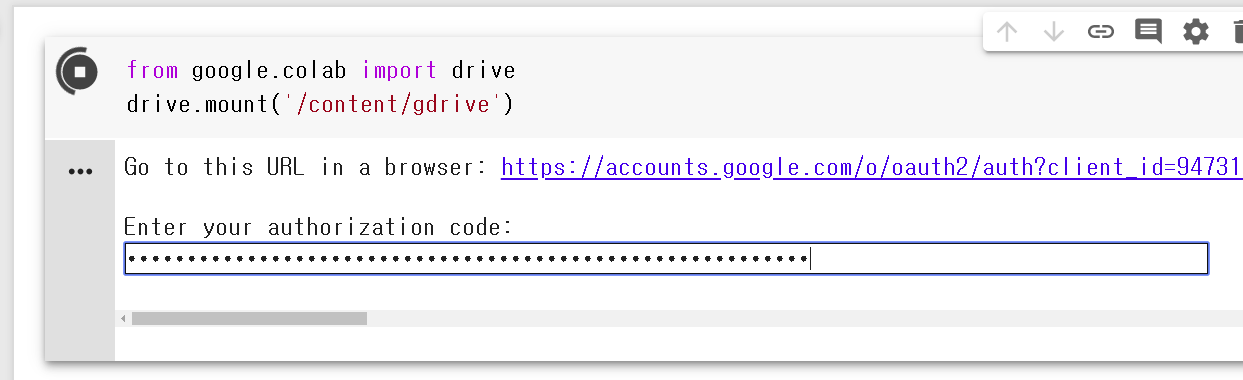 from google.colab import drive
drive.mount('/content/gdrive')
Go to this URL in a browser: https://accounts.google.com/o/oauth2/auth?client_id=94731
Enter your authorization code: